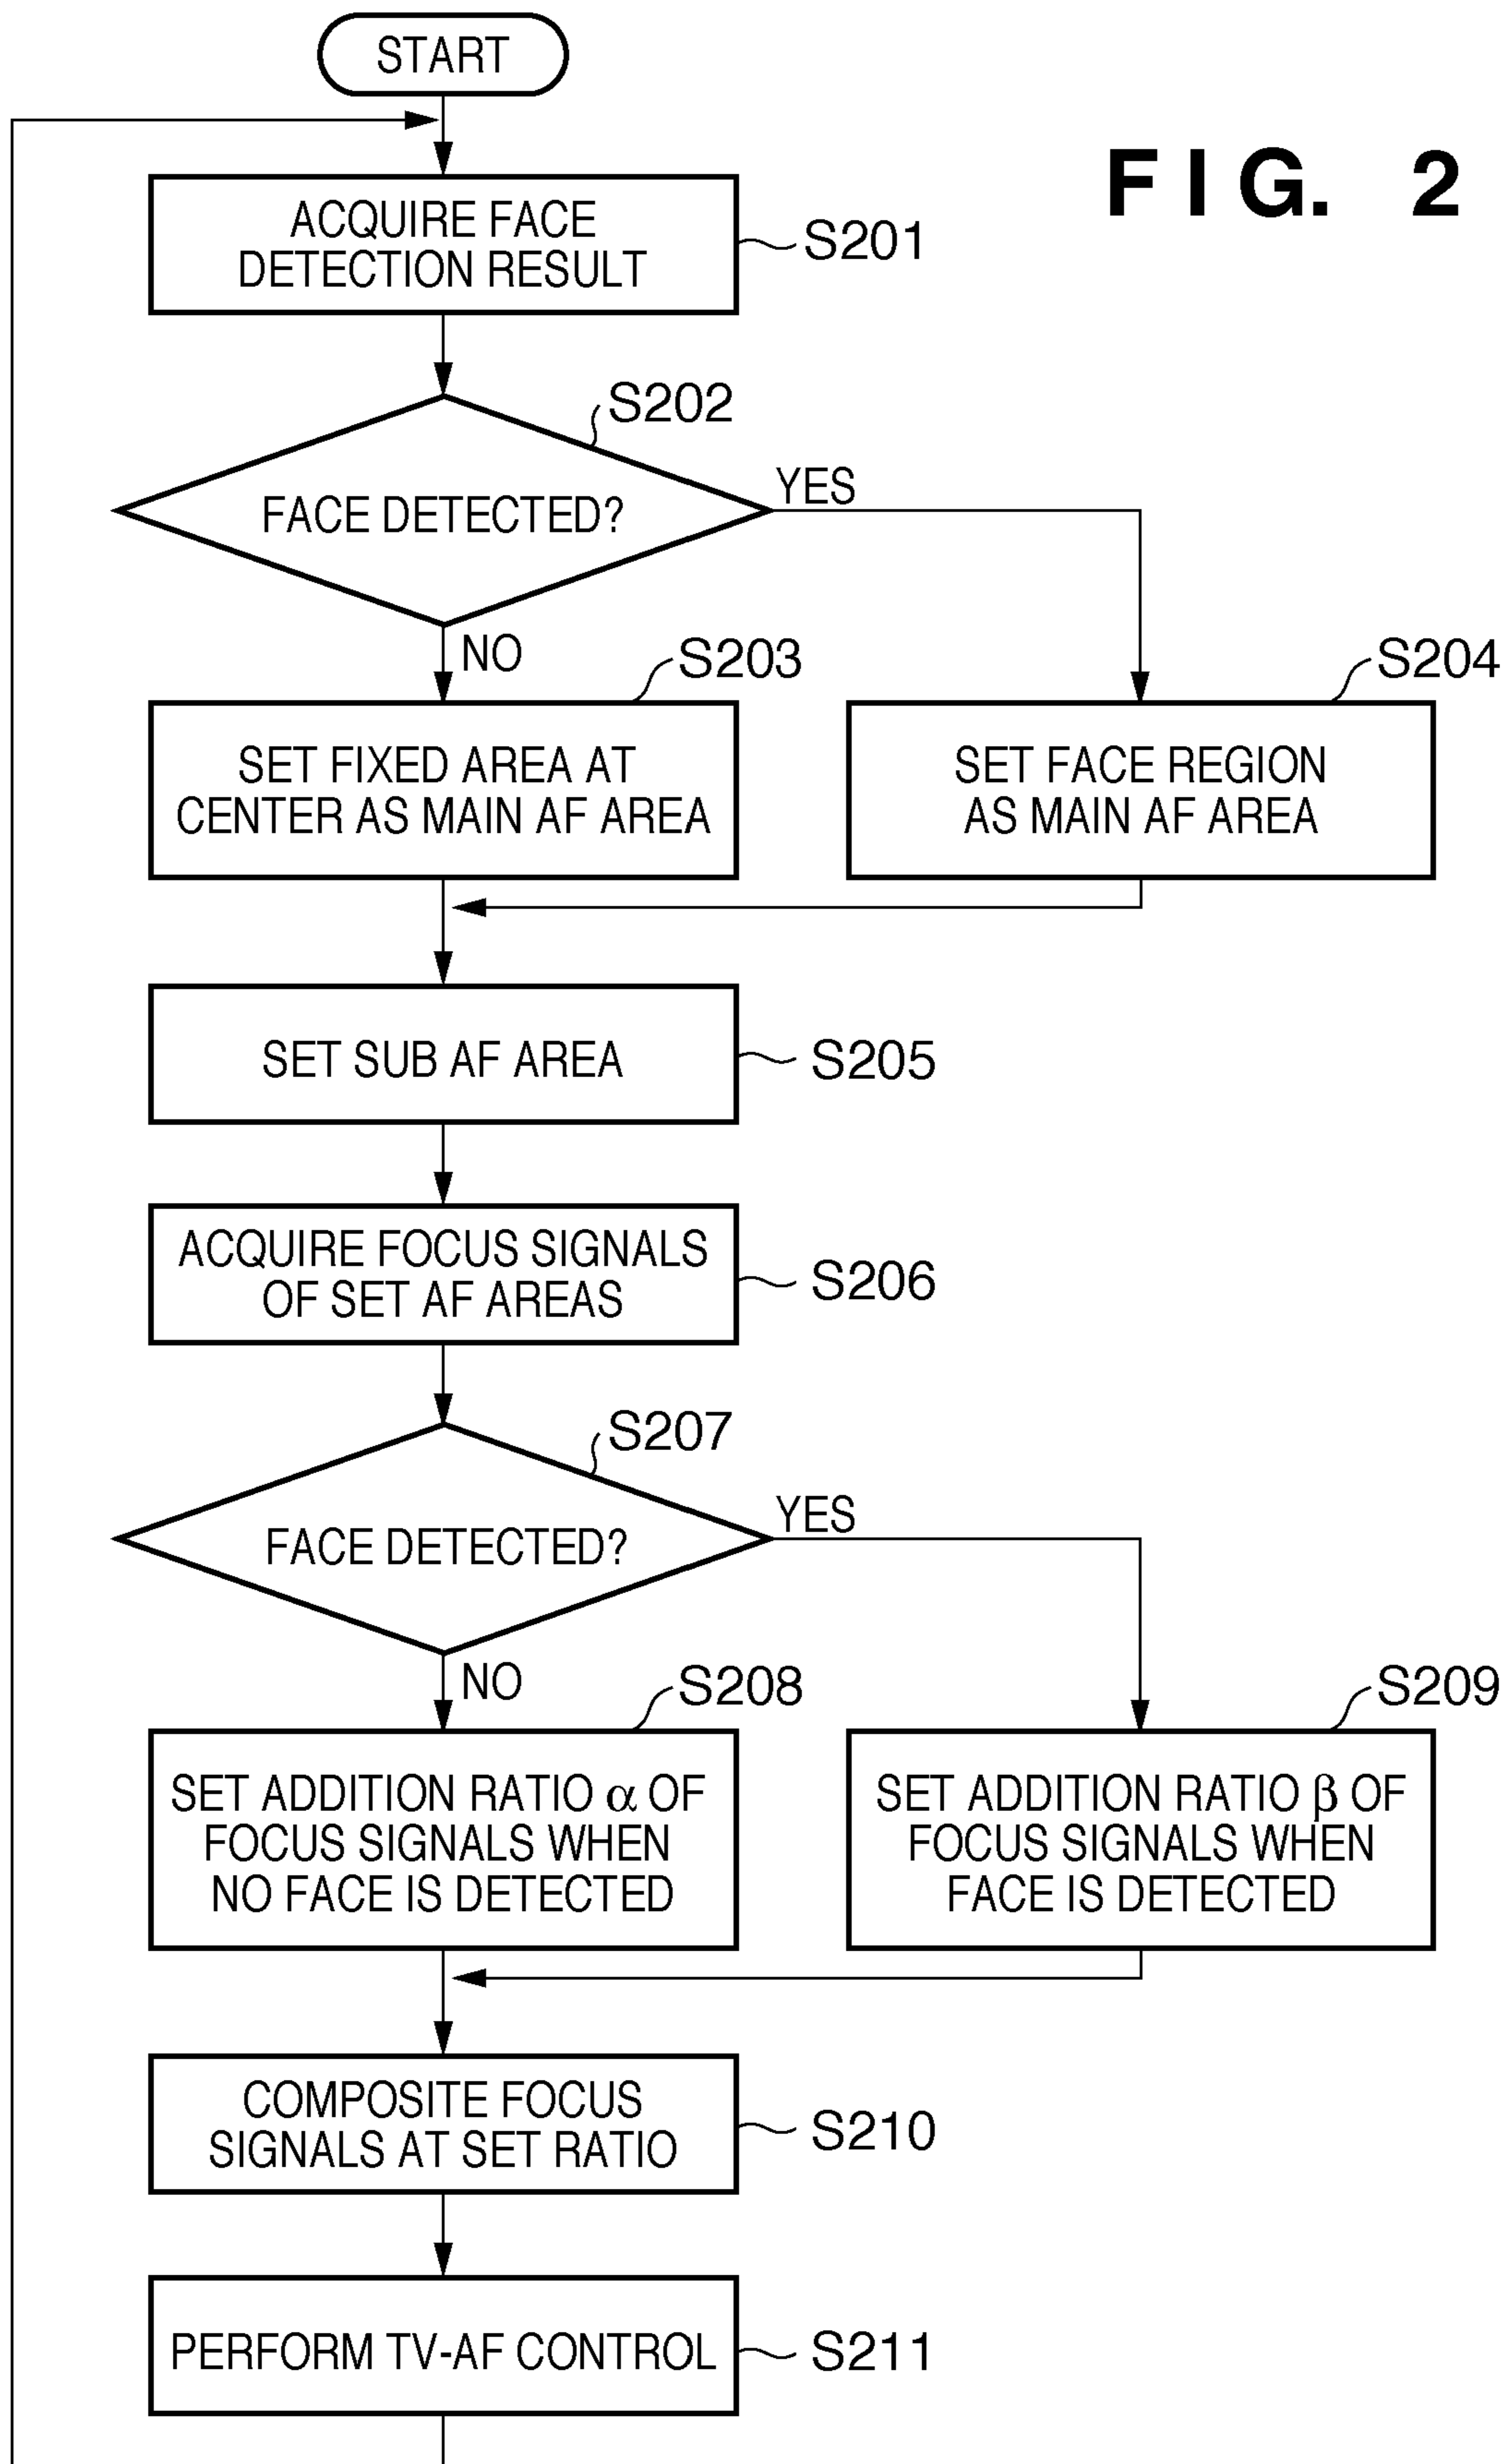 START
FIG. 2
ACQUIRE FACE
DETECTION RESULT
S201
S202
FACE DETECTED?
YES
NO
S203
S204
SET FIXED AREA AT
CENTER AS MAIN AF AREA
SET FACE REGION
AS MAIN AF AREA
SET SUB AF AREA
S205
ACQUIRE FOCUS SIGNALS
OF SET AF AREAS
S206
S207
FACE DETECTED?
YES
NO
S208
S209
SET ADDITION RATIO α OF
FOCUS SIGNALS WHEN
NO FACE IS DETECTED
SET ADDITION RATIO β OF
FOCUS SIGNALS WHEN
FACE IS DETECTED
COMPOSITE FOCUS
SIGNALS AT SET RATIO
S210
PERFORM TV-AF CONTROL
S211